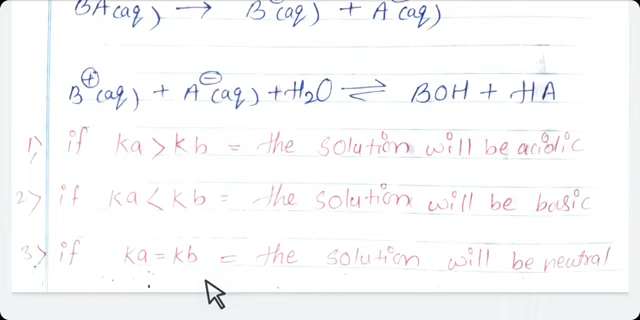 BA(aq) → B⊕(aq) + A⊖(aq)
B⊕(aq) + A⊖(aq) + H₂O ⇌ BOH + HA
1) if Ka > Kb = the solution will be acidic
2) if Ka < Kb = the solution will be basic
3) if Ka = Kb = the solution will be neutral